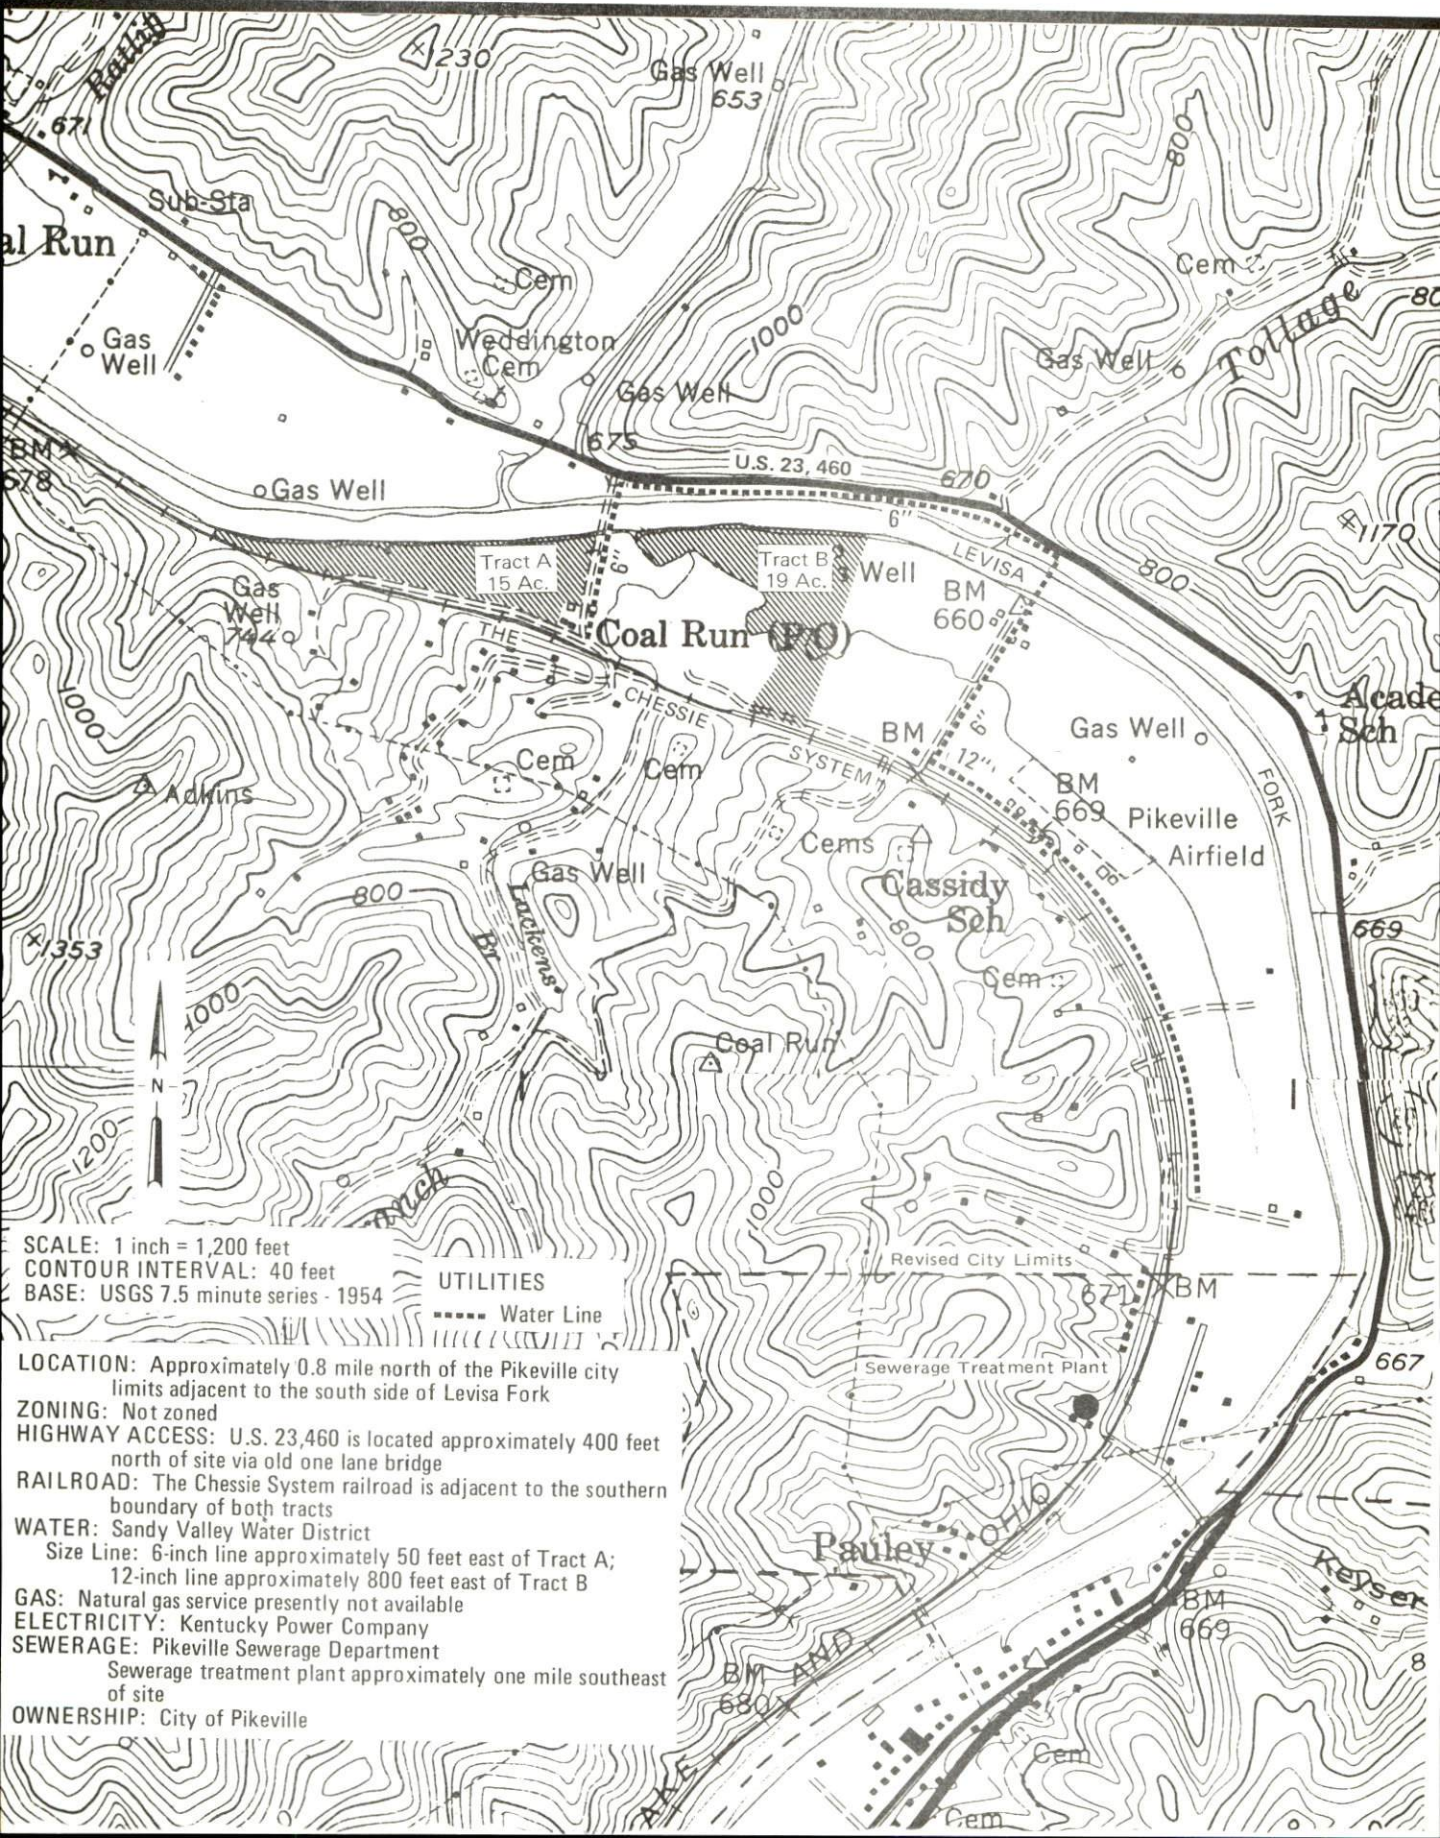 Ratlig
1230
Gas Well
653
671
800
Sub-Sta
al Run
800
Cem
Cem
80
Gas
Well
Weddington
Cem
1000
Gas Well
Tollage
Gas Well
675
BM
678
U.S. 23, 460
670
Gas Well
6"
1170
LEVISA
800
Tract A
15 Ac.
6"
Tract B
19 Ac.
Well
BM
660
Gas
Well
744
THE
Coal Run (PO)
1000
CHESSIE
Acade
Sch
6"
BM
Gas Well
12"
SYSTEM
Cem
Cem
FORK
BM
669
Adkins
Pikeville
Airfield
Cems
Gas Well
Cassidy
Sch
800
Lackens
Br
800
669
1353
Cem
1000
Coal Run
N
1200
1000
anch
SCALE: 1 inch = 1,200 feet
CONTOUR INTERVAL: 40 feet
BASE: USGS 7.5 minute series - 1954
UTILITIES
Water Line
Revised City Limits
671
BM
LOCATION: Approximately 0.8 mile north of the Pikeville city
limits adjacent to the south side of Levisa Fork
ZONING: Not zoned
HIGHWAY ACCESS: U.S. 23,460 is located approximately 400 feet
north of site via old one lane bridge
RAILROAD: The Chessie System railroad is adjacent to the southern
boundary of both tracts
WATER: Sandy Valley Water District
Size Line: 6-inch line approximately 50 feet east of Tract A;
12-inch line approximately 800 feet east of Tract B
GAS: Natural gas service presently not available
ELECTRICITY: Kentucky Power Company
SEWERAGE: Pikeville Sewerage Department
Sewerage treatment plant approximately one mile southeast
of site
OWNERSHIP: City of Pikeville
Sewerage Treatment Plant
667
OHIO
Pauley
Keyser
BM
669
AND
BM
680
8
Cem
AKE
Cem